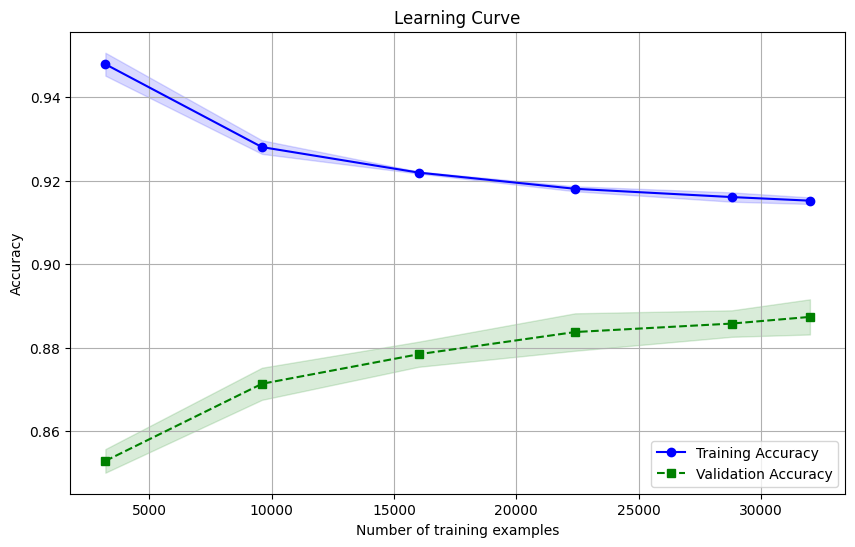 Learning Curve
Accuracy
0.94
0.92
0.90
0.88
0.86
Training Accuracy
Validation Accuracy
5000 10000 15000 20000 25000 30000
Number of training examples